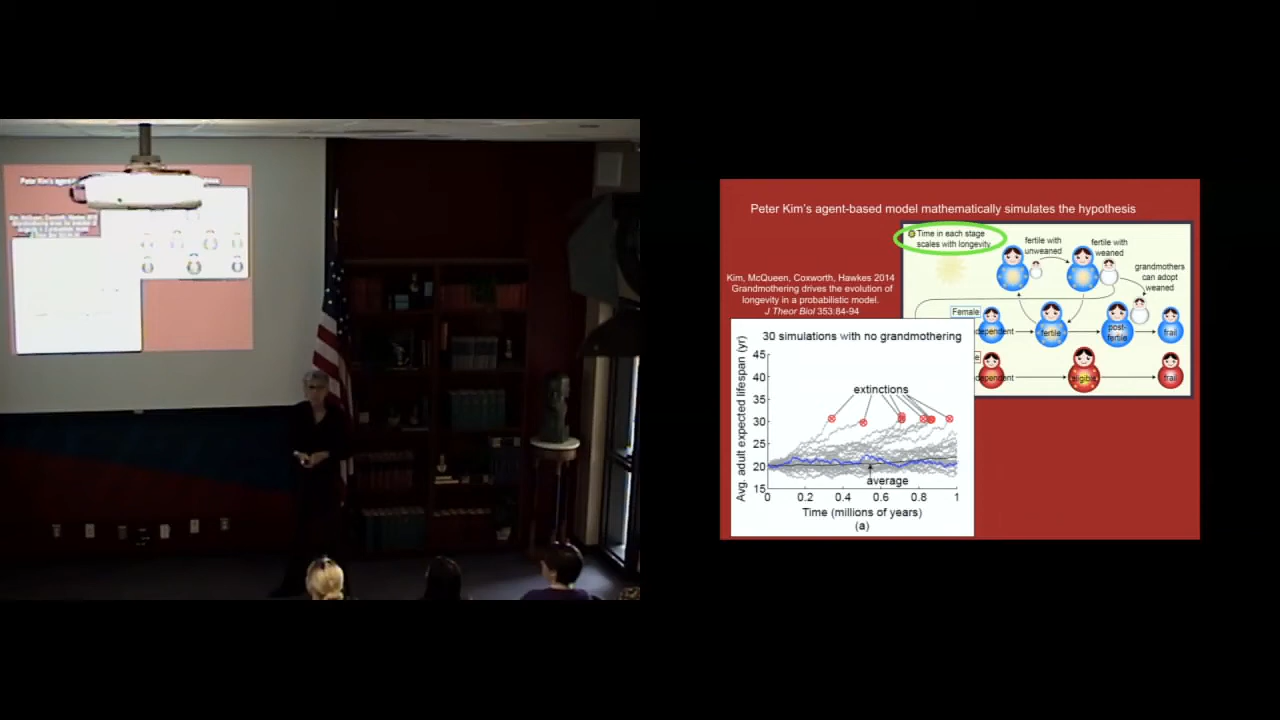 Peter Kim's agent-based model mathematically simulates the hypothesis
Time in each stage
scales with longevity
fertile with
unweaned
fertile with
weaned
grandmothers
can adopt
weaned
Kim, McQueen, Coxworth, Hawkes 2014
Grandmothering drives the evolution of
longevity in a probabilistic model.
J Theor Biol 353:84-94
Female
dependent
fertile
post-
fertile
frail
dependent
eligible
frail
30 simulations with no grandmothering
Avg. adult expected lifespan (yr)
45
40
35
30
25
20
15
extinctions
average
0 0.2 0.4 0.6 0.8 1
Time (millions of years)
(a)